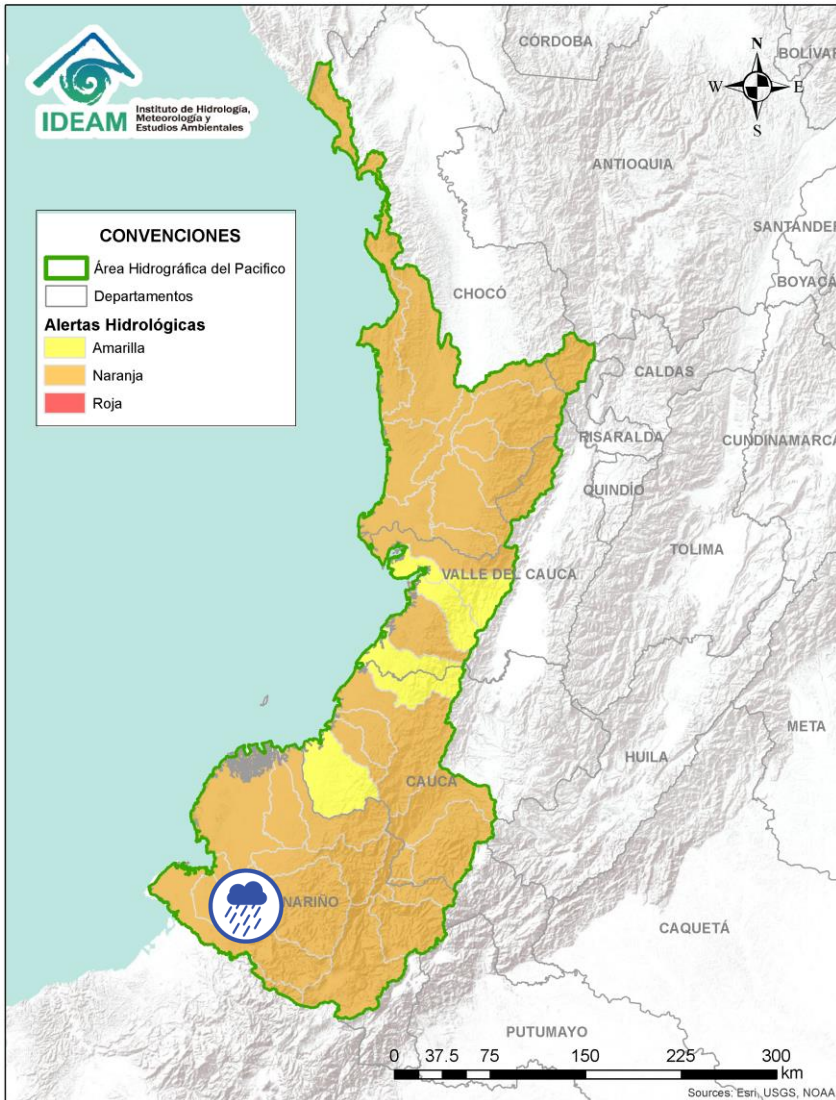 IDEAM
Instituto de Hidrología,
Meteorología y
Estudios Ambientales
CÓRDOBA
BOLÍVAR
N
W
E
S
ANTIOQUIA
SANTANDER
BOYACÁ
CONVENCIONES
Área Hidrográfica del Pacifico
Departamentos
Alertas Hidrológicas
Amarilla
Naranja
Roja
CHOCÓ
CALDAS
RISARALDA
CUNDINAMARCA
QUINDÍO
TOLIMA
VALLE DEL CAUCA
META
HUILA
CAUCA
NARIÑO
CAQUETÁ
PUTUMAYO
0 37.5 75 150 225 300
km
Sources: Esri, USGS, NOAA